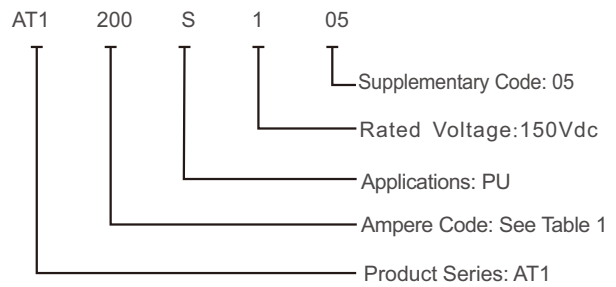 AT1 200 S 1 05
Supplementary Code: 05
Rated Voltage:150Vdc
Applications: PU
Ampere Code: See Table 1
Product Series: AT1